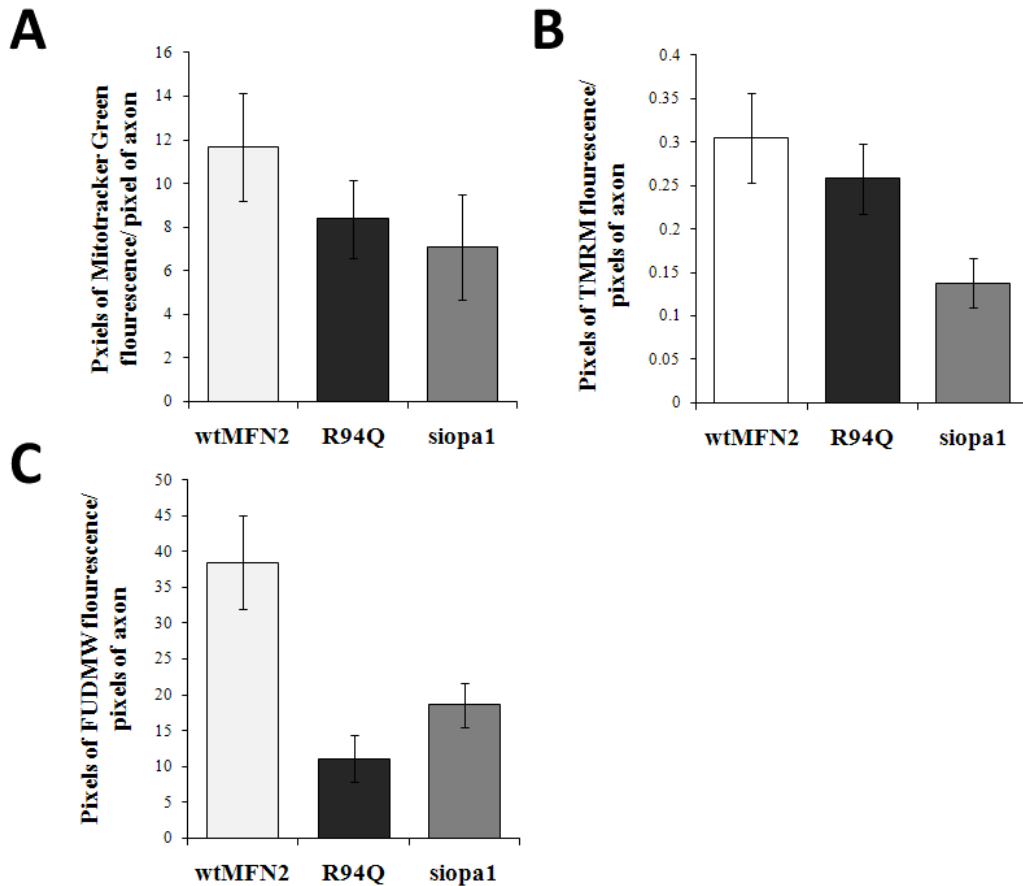 A
Pxiels of Mitotracker Green
flourescence/ pixel of axon
16
14
12
10
8
6
4
2
0
wtMFN2 R94Q siopa1
B
Pixels of TMRM flourescence/
pixels of axon
0.4
0.35
0.3
0.25
0.2
0.15
0.1
0.05
0
wtMFN2 R94Q siopa1
C
Pixels of FUDMW flourescence/
pixels of axon
50
45
40
35
30
25
20
15
10
5
0
wtMFN2 R94Q siopa1